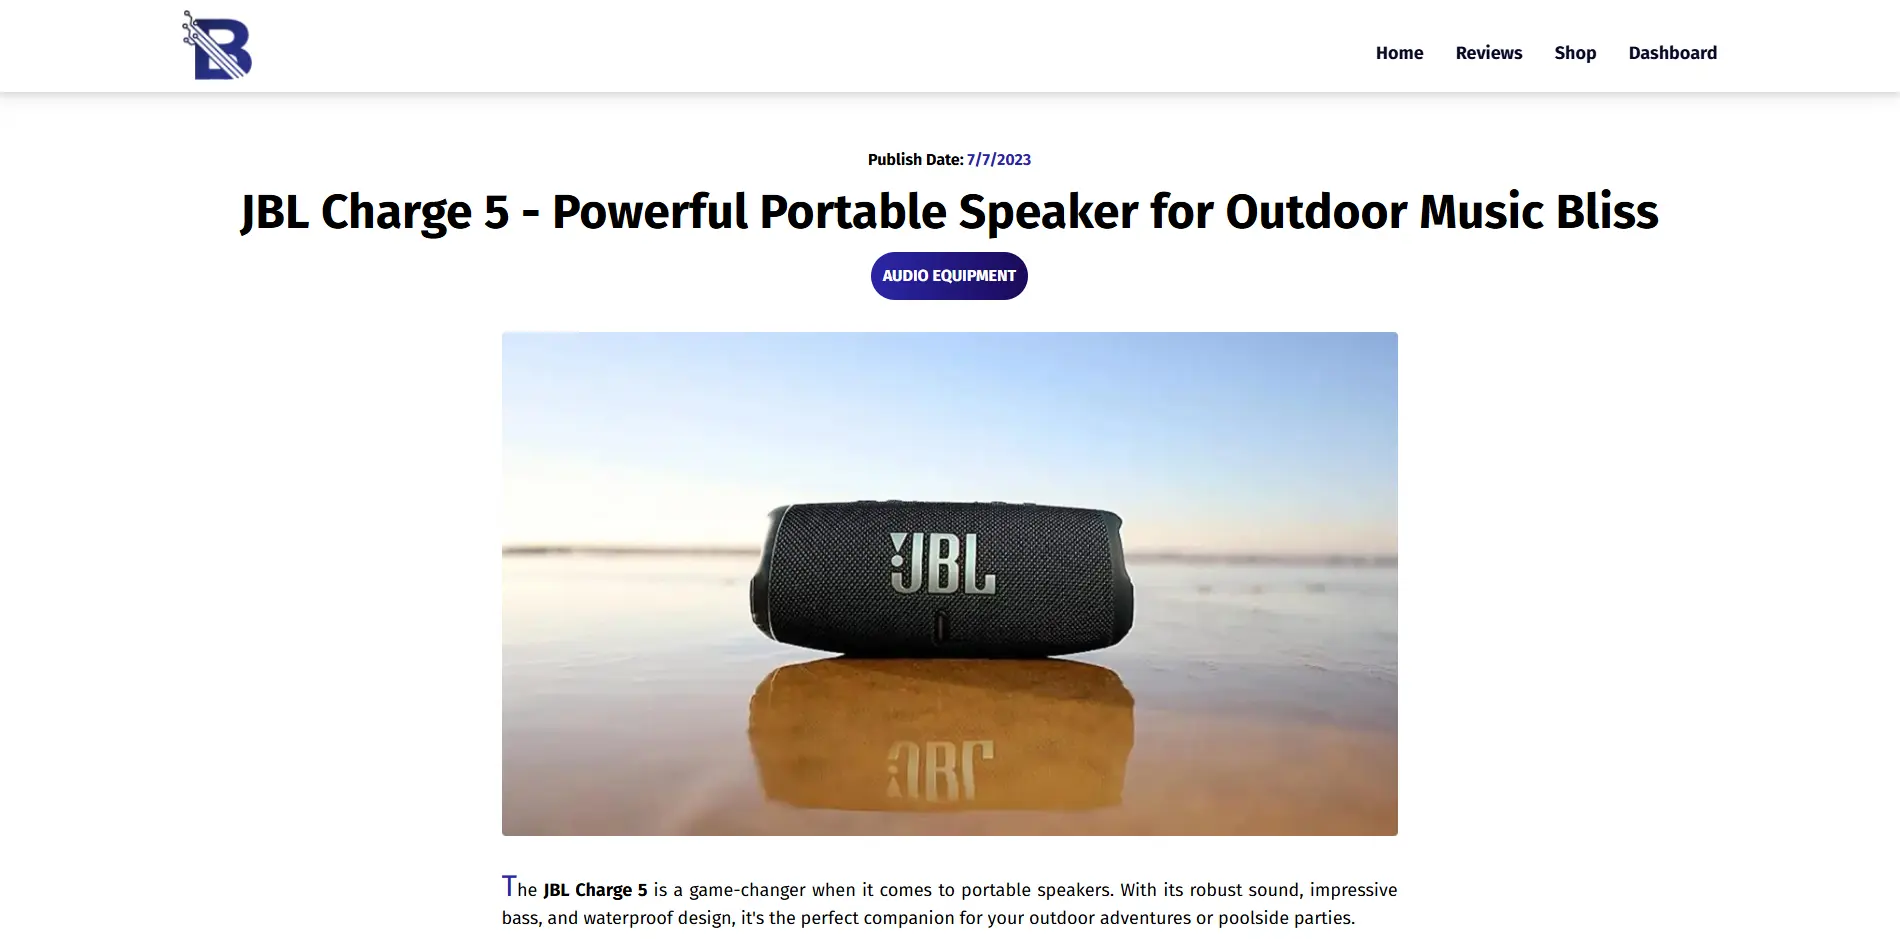 B
Home Reviews Shop Dashboard
Publish Date: 7/7/2023
JBL Charge 5 - Powerful Portable Speaker for Outdoor Music Bliss
AUDIO EQUIPMENT
JBL
JBL
The JBL Charge 5 is a game-changer when it comes to portable speakers. With its robust sound, impressive
bass, and waterproof design, it's the perfect companion for your outdoor adventures or poolside parties.